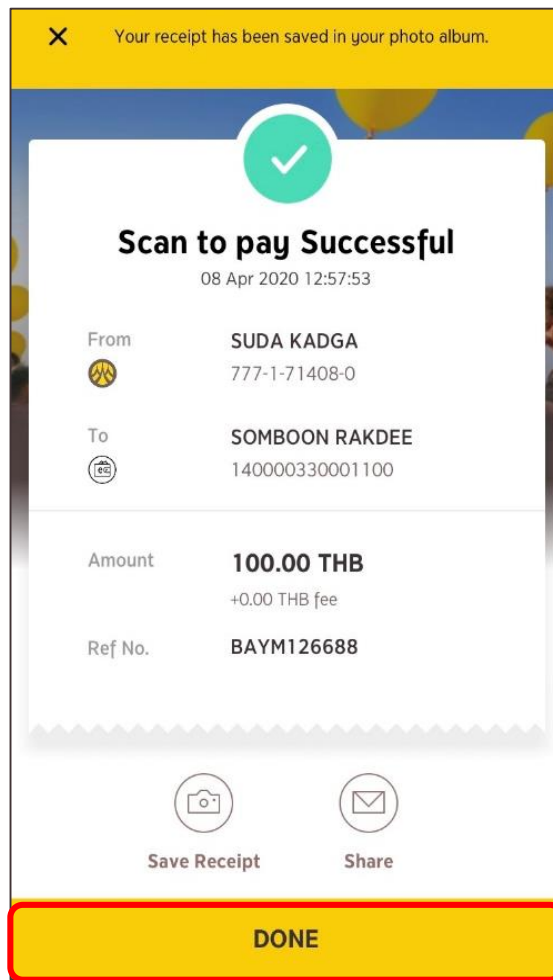 Your receipt has been saved in your photo album.
Scan to pay Successful
08 Apr 2020 12:57:53
From
SUDA KADGA
777-1-71408-0
To
SOMBOON RAKDEE
140000330001100
Amount
100.00 THB
+0.00 THB fee
Ref No.
BAYM126688
Save Receipt
Share
DONE